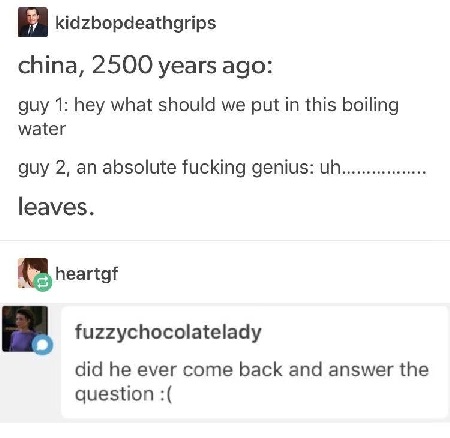 kidzbopdeathgrips
china, 2500 years ago:
guy 1: hey what should we put in this boiling
water
guy 2, an absolute fucking genius: uh.................
leaves.
heartgf
fuzzychocolatelady
did he ever come back and answer the
question :(